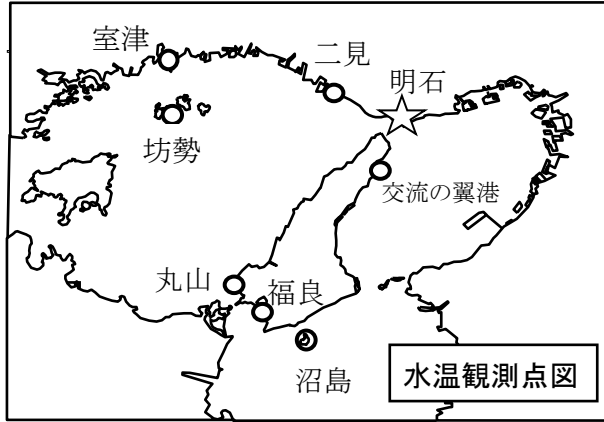 室津
二見
明石
坊勢
交流の翼港
丸山
福良
沼島
水温観測点図